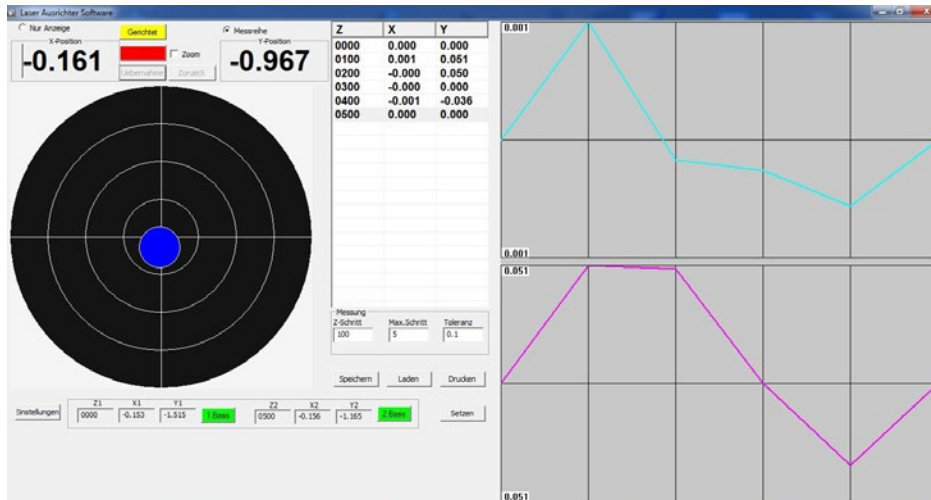 Laser Ausrichter Software
Nur Anzeige
Gerichtet
Messreihe
X-Position
-0.161
Zoom
Uebernahme
Zurueck
Y-Position
-0.967
Z X Y
0000 0.000 0.000
0100 0.001 0.051
0200 -0.000 0.050
0300 -0.000 0.000
0400 -0.001 -0.036
0500 0.000 0.000
Messung
Z-Schritt Max.Schritt Toleranz
100 5 0.1
Speichern Laden Drucken
Einstellungen
Z1 X1 Y1
0000 -0.153 -1.515
1 Basis
Z2 X2 Y2
0500 -0.156 -1.165
2 Basis
Setzen
0.001
0.001
0.051
0.051